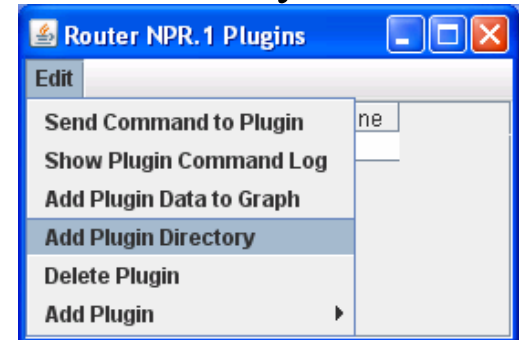 Router NPR.1 Plugins
Edit
Send Command to Plugin
ne
Show Plugin Command Log
Add Plugin Data to Graph
Add Plugin Directory
Delete Plugin
Add Plugin